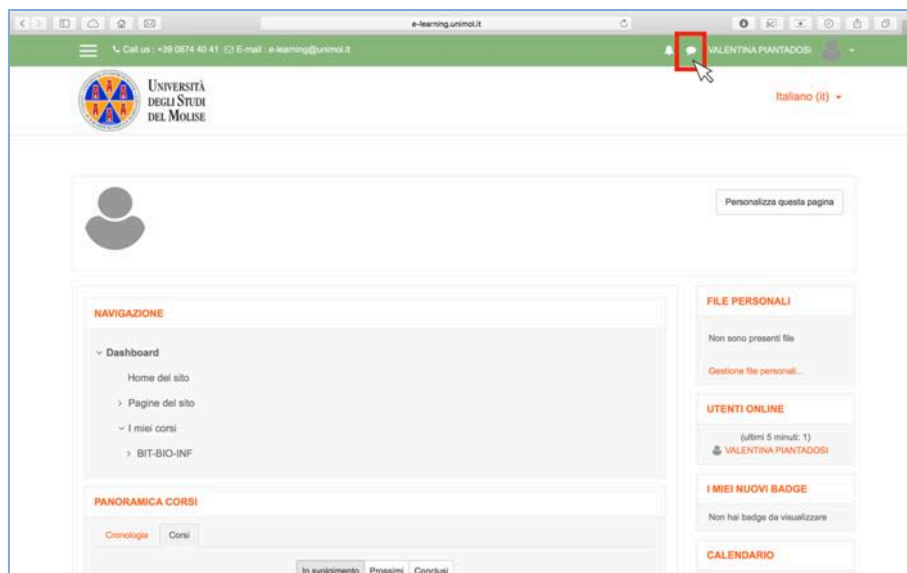 e-learning.unimol.it
Call us : +39 0874 40 41 E-mail : e-learning@unimol.it
VALENTINA PIANTADOSI
UNIVERSITÀ
DEGLI STUDI
DEL MOLISE
Italiano (it)
Personalizza questa pagina
NAVIGAZIONE
Dashboard
Home del sito
Pagine del sito
I miei corsi
BIT-BIO-INF
PANORAMICA CORSI
Cronologia Corsi
In svolgimento Prossimi Conclusi
FILE PERSONALI
Non sono presenti file
Gestione file personali...
UTENTI ONLINE
(ultimi 5 minuti: 1)
VALENTINA PIANTADOSI
I MIEI NUOVI BADGE
Non hai badge da visualizzare
CALENDARIO